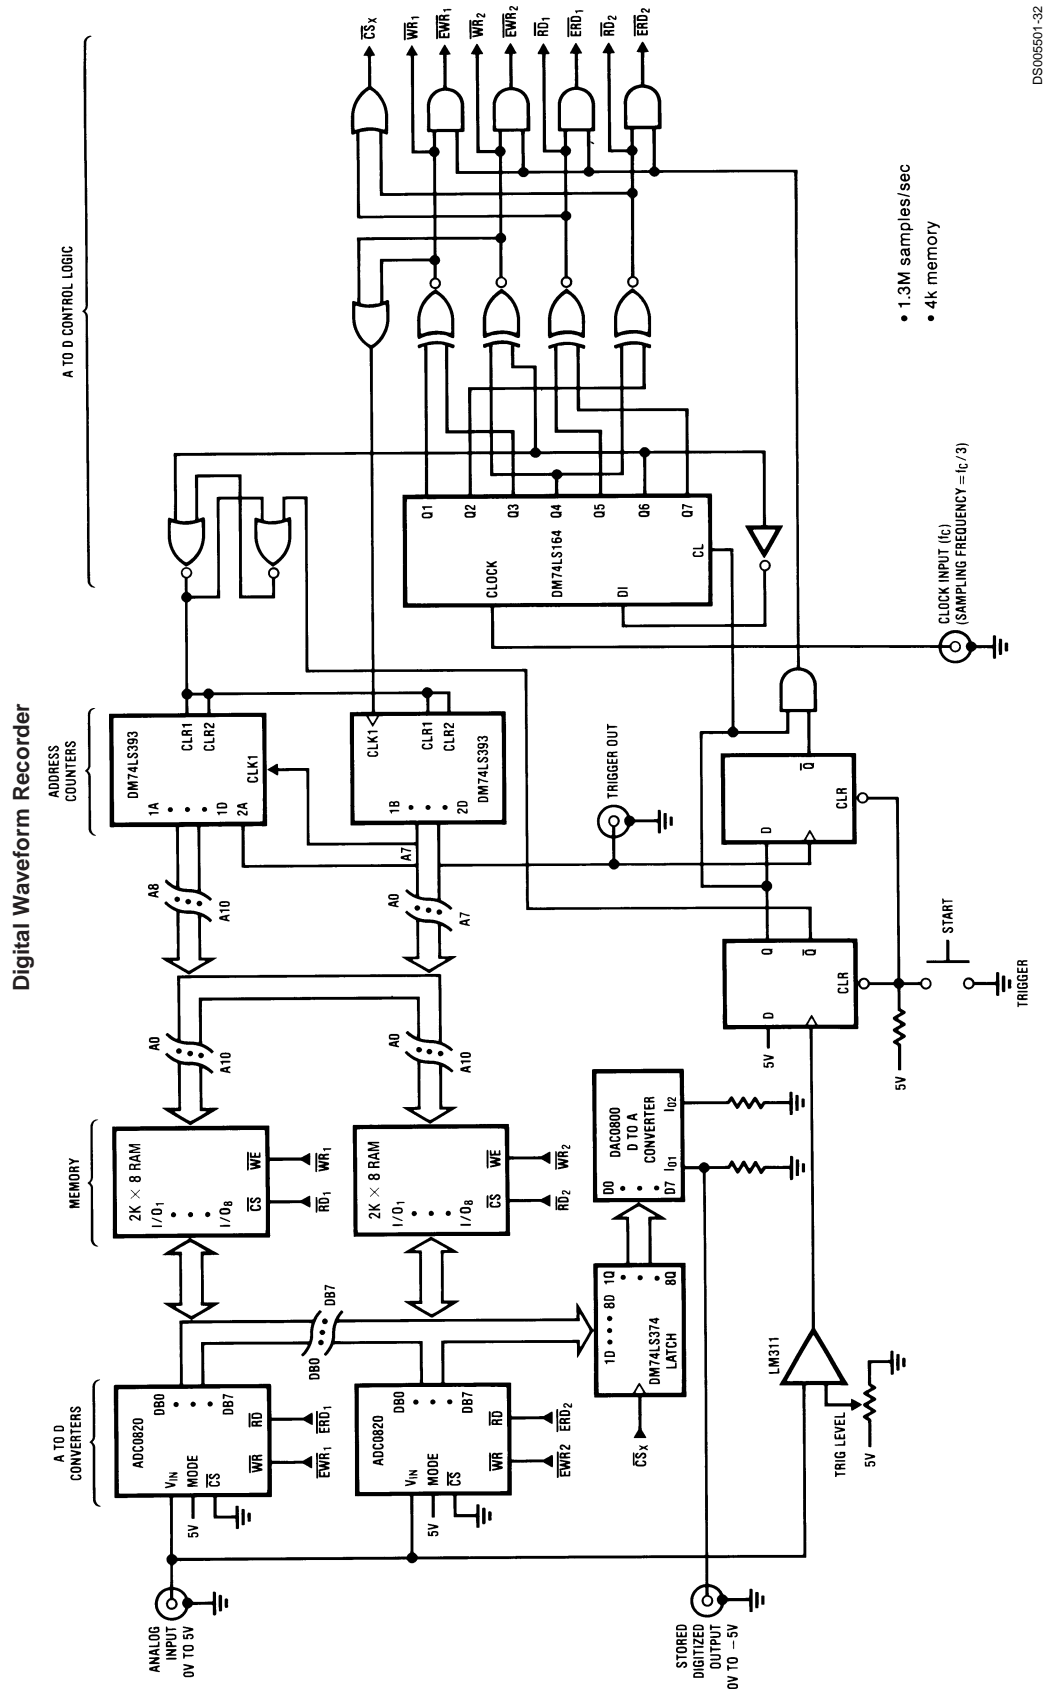 Digital Waveform Recorder
A TO D
CONVERTERS
MEMORY
ADDRESS
COUNTERS
A TO D CONTROL LOGIC
ANALOG
INPUT
0V TO 5V
VIN
MODE
CS
5V
ADC0820
DB0
DB7
WR
RD
EWR1
ERD1
VIN
MODE
CS
5V
ADC0820
DB0
DB7
WR
RD
EWR2
ERD2
DB0
DB7
2K × 8 RAM
I/O1
I/O8
CS
WE
RD1
WR1
2K × 8 RAM
I/O1
I/O8
CS
WE
RD2
WR2
A0
A10
A0
A10
A8
A10
A0
A7
A7
DM74LS393
1A
1D
2A
CLR1
CLR2
CLK1
DM74LS393
1B
2D
CLK1
CLR1
CLR2
CLOCK
DM74LS164
DI
CL
Q1
Q2
Q3
Q4
Q5
Q6
Q7
CSX
WR1
EWR1
WR2
EWR2
RD1
ERD1
RD2
ERD2
1D
8D
1Q
8Q
DM74LS374
LATCH
CSX
DAC0800
D TO A
CONVERTER
D0
D7
IO1
IO2
STORED
DIGITIZED
OUTPUT
0V TO −5V
LM311
TRIG LEVEL
5V
5V
D
Q
Q
CLR
D
Q
CLR
5V
START
TRIGGER
TRIGGER OUT
CLOCK INPUT (fC)
(SAMPLING FREQUENCY = fC/3)
• 1.3M samples/sec
• 4k memory
DS005501-32